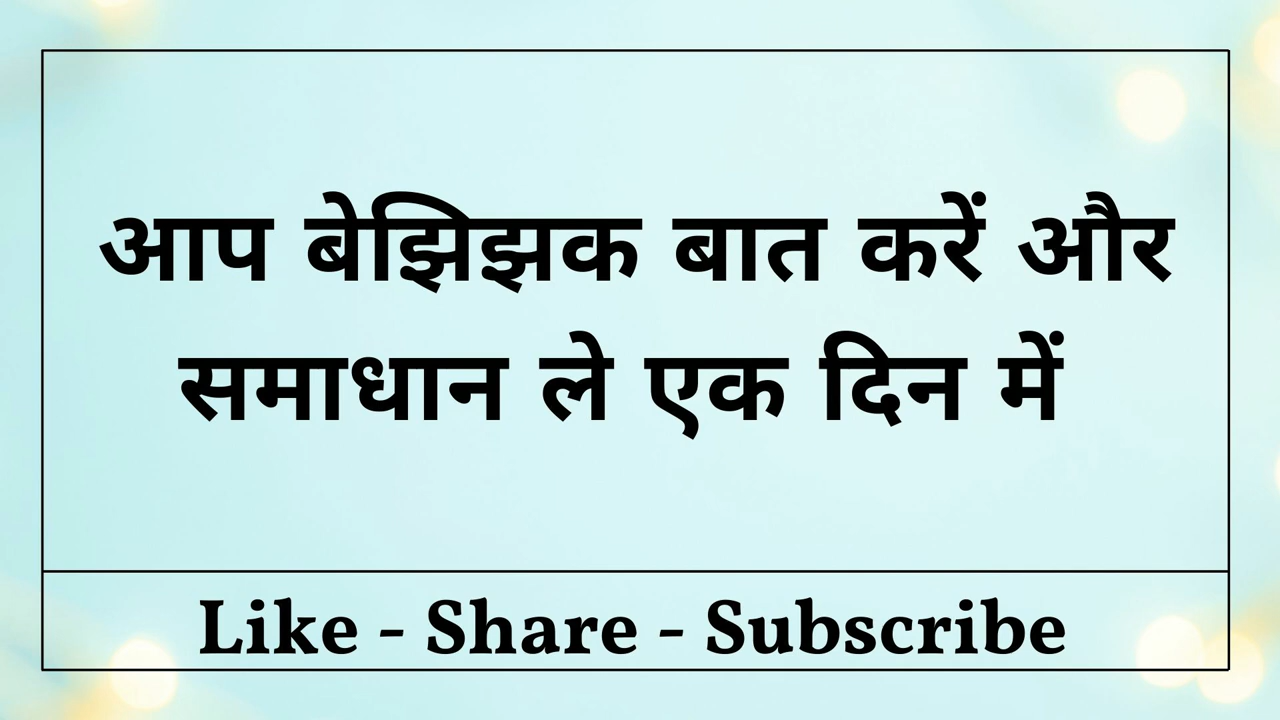 आप बेझिझक बात करें और
समाधान ले एक दिन में
Like - Share - Subscribe